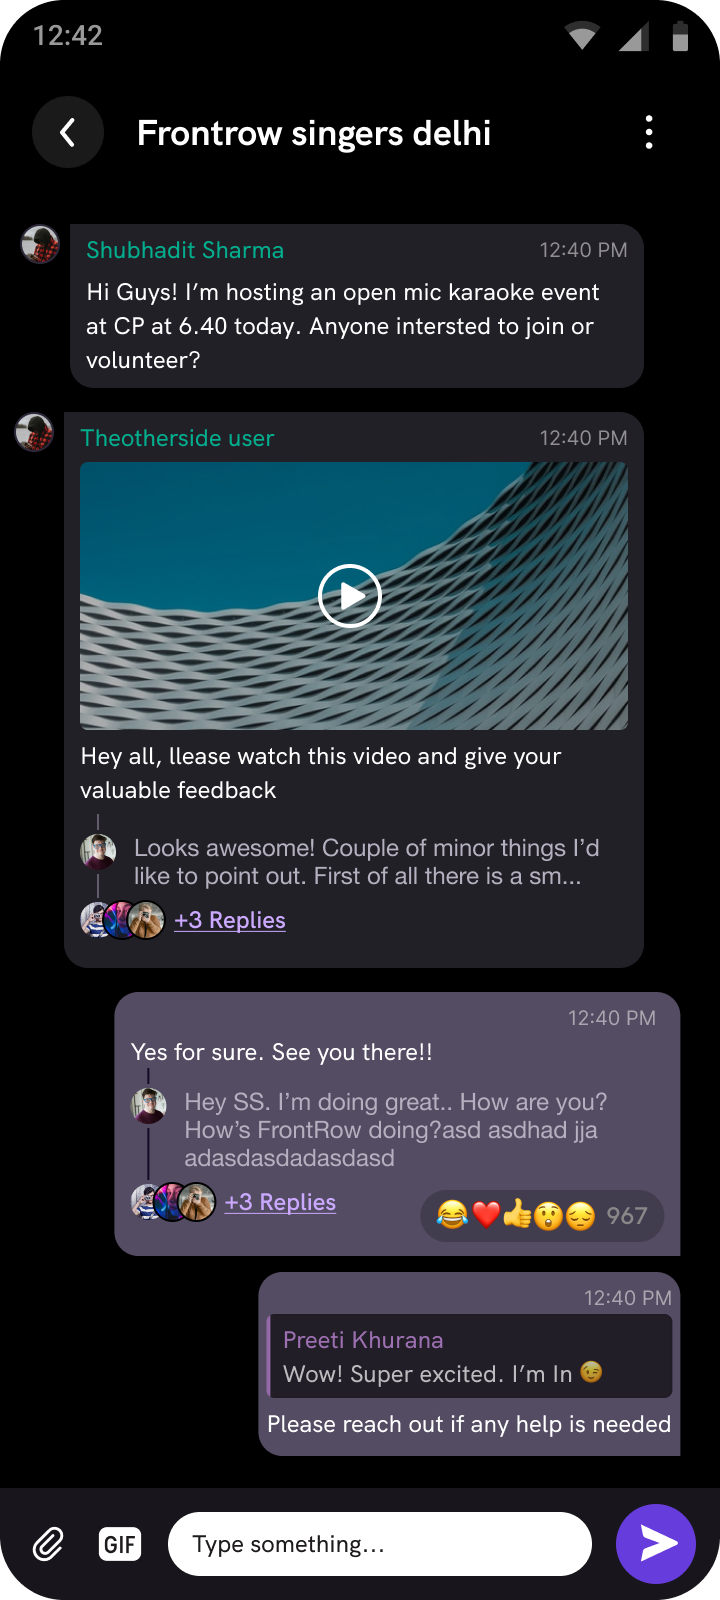 12:42
Frontrow singers delhi
Shubhadit Sharma 12:40 PM
Hi Guys! I’m hosting an open mic karaoke event
at CP at 6.40 today. Anyone intersted to join or
volunteer?
Theotherside user 12:40 PM
Hey all, llease watch this video and give your
valuable feedback
Looks awesome! Couple of minor things I’d
like to point out. First of all there is a sm...
+3 Replies
12:40 PM
Yes for sure. See you there!!
Hey SS. I’m doing great.. How are you?
How’s FrontRow doing?asd asdhad jja
adasdasdadasdasd
+3 Replies
😂❤️👍😲😔 967
12:40 PM
Preeti Khurana
Wow! Super excited. I’m In 😉
Please reach out if any help is needed
GIF Type something...